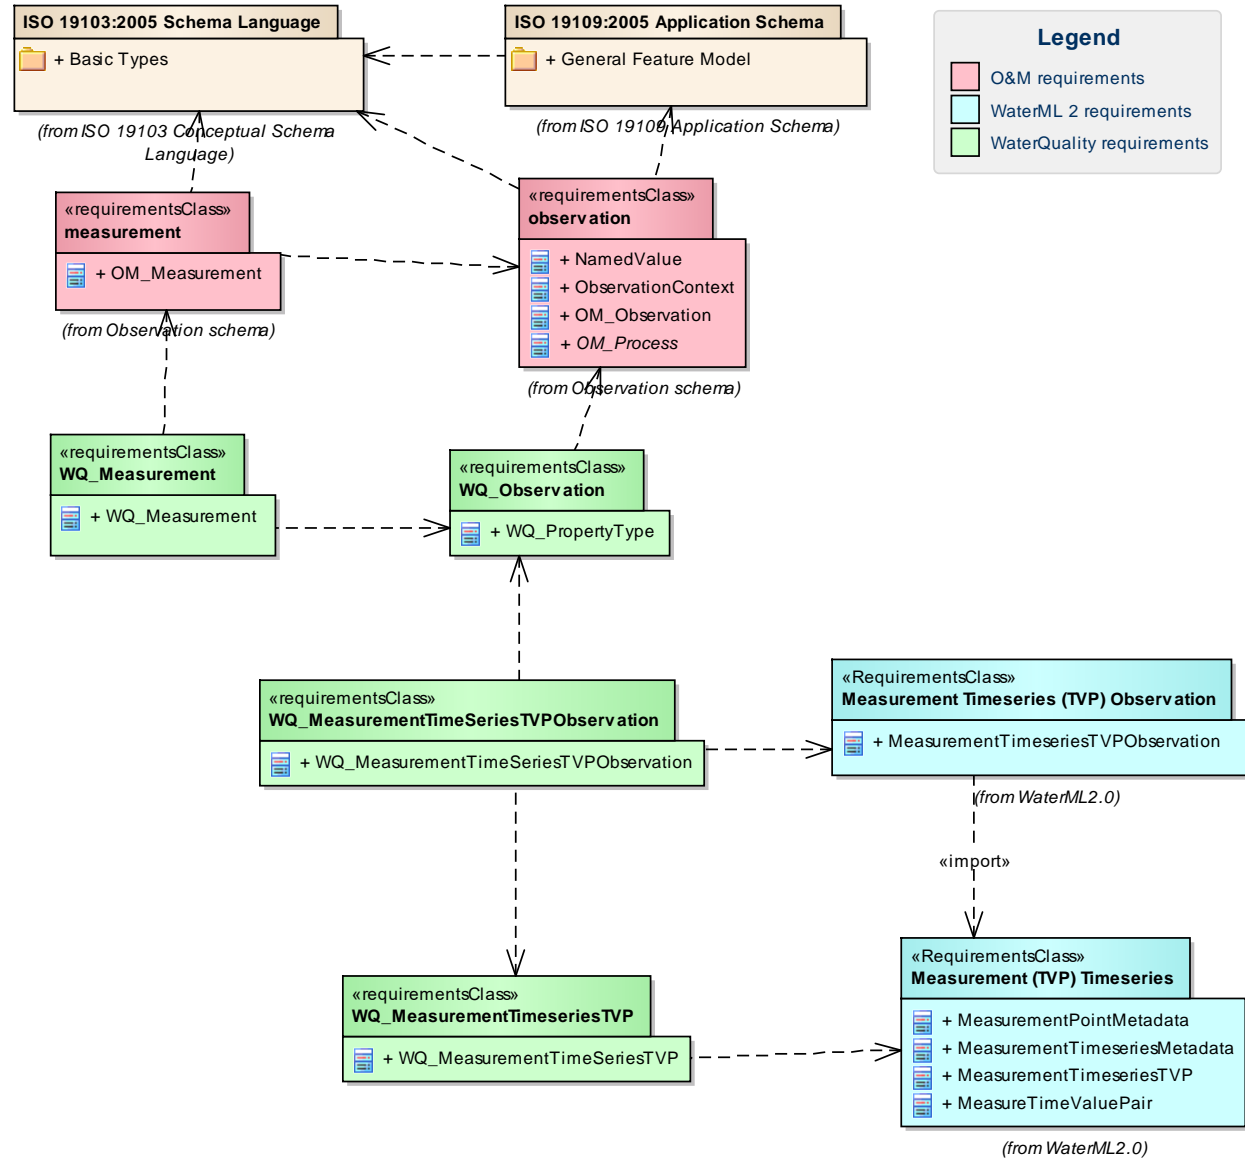 ISO 19103:2005 Schema Language
+ Basic Types
(from ISO 19103 Conceptual Schema
Language)
ISO 19109:2005 Application Schema
+ General Feature Model
(from ISO 19109 Application Schema)
Legend
O&M requirements
WaterML 2 requirements
WaterQuality requirements
«requirementsClass»
measurement
+ OM_Measurement
(from Observation schema)
«requirementsClass»
observation
+ NamedValue
+ ObservationContext
+ OM_Observation
+ OM_Process
(from Observation schema)
«requirementsClass»
WQ_Measurement
+ WQ_Measurement
«requirementsClass»
WQ_Observation
+ WQ_PropertyType
«requirementsClass»
WQ_MeasurementTimeSeriesTVPObservation
+ WQ_MeasurementTimeSeriesTVPObservation
«RequirementsClass»
Measurement Timeseries (TVP) Observation
+ MeasurementTimeseriesTVPObservation
(from WaterML2.0)
«import»
«requirementsClass»
WQ_MeasurementTimeseriesTVP
+ WQ_MeasurementTimeSeriesTVP
«RequirementsClass»
Measurement (TVP) Timeseries
+ MeasurementPointMetadata
+ MeasurementTimeseriesMetadata
+ MeasurementTimeseriesTVP
+ MeasureTimeValuePair
(from WaterML2.0)